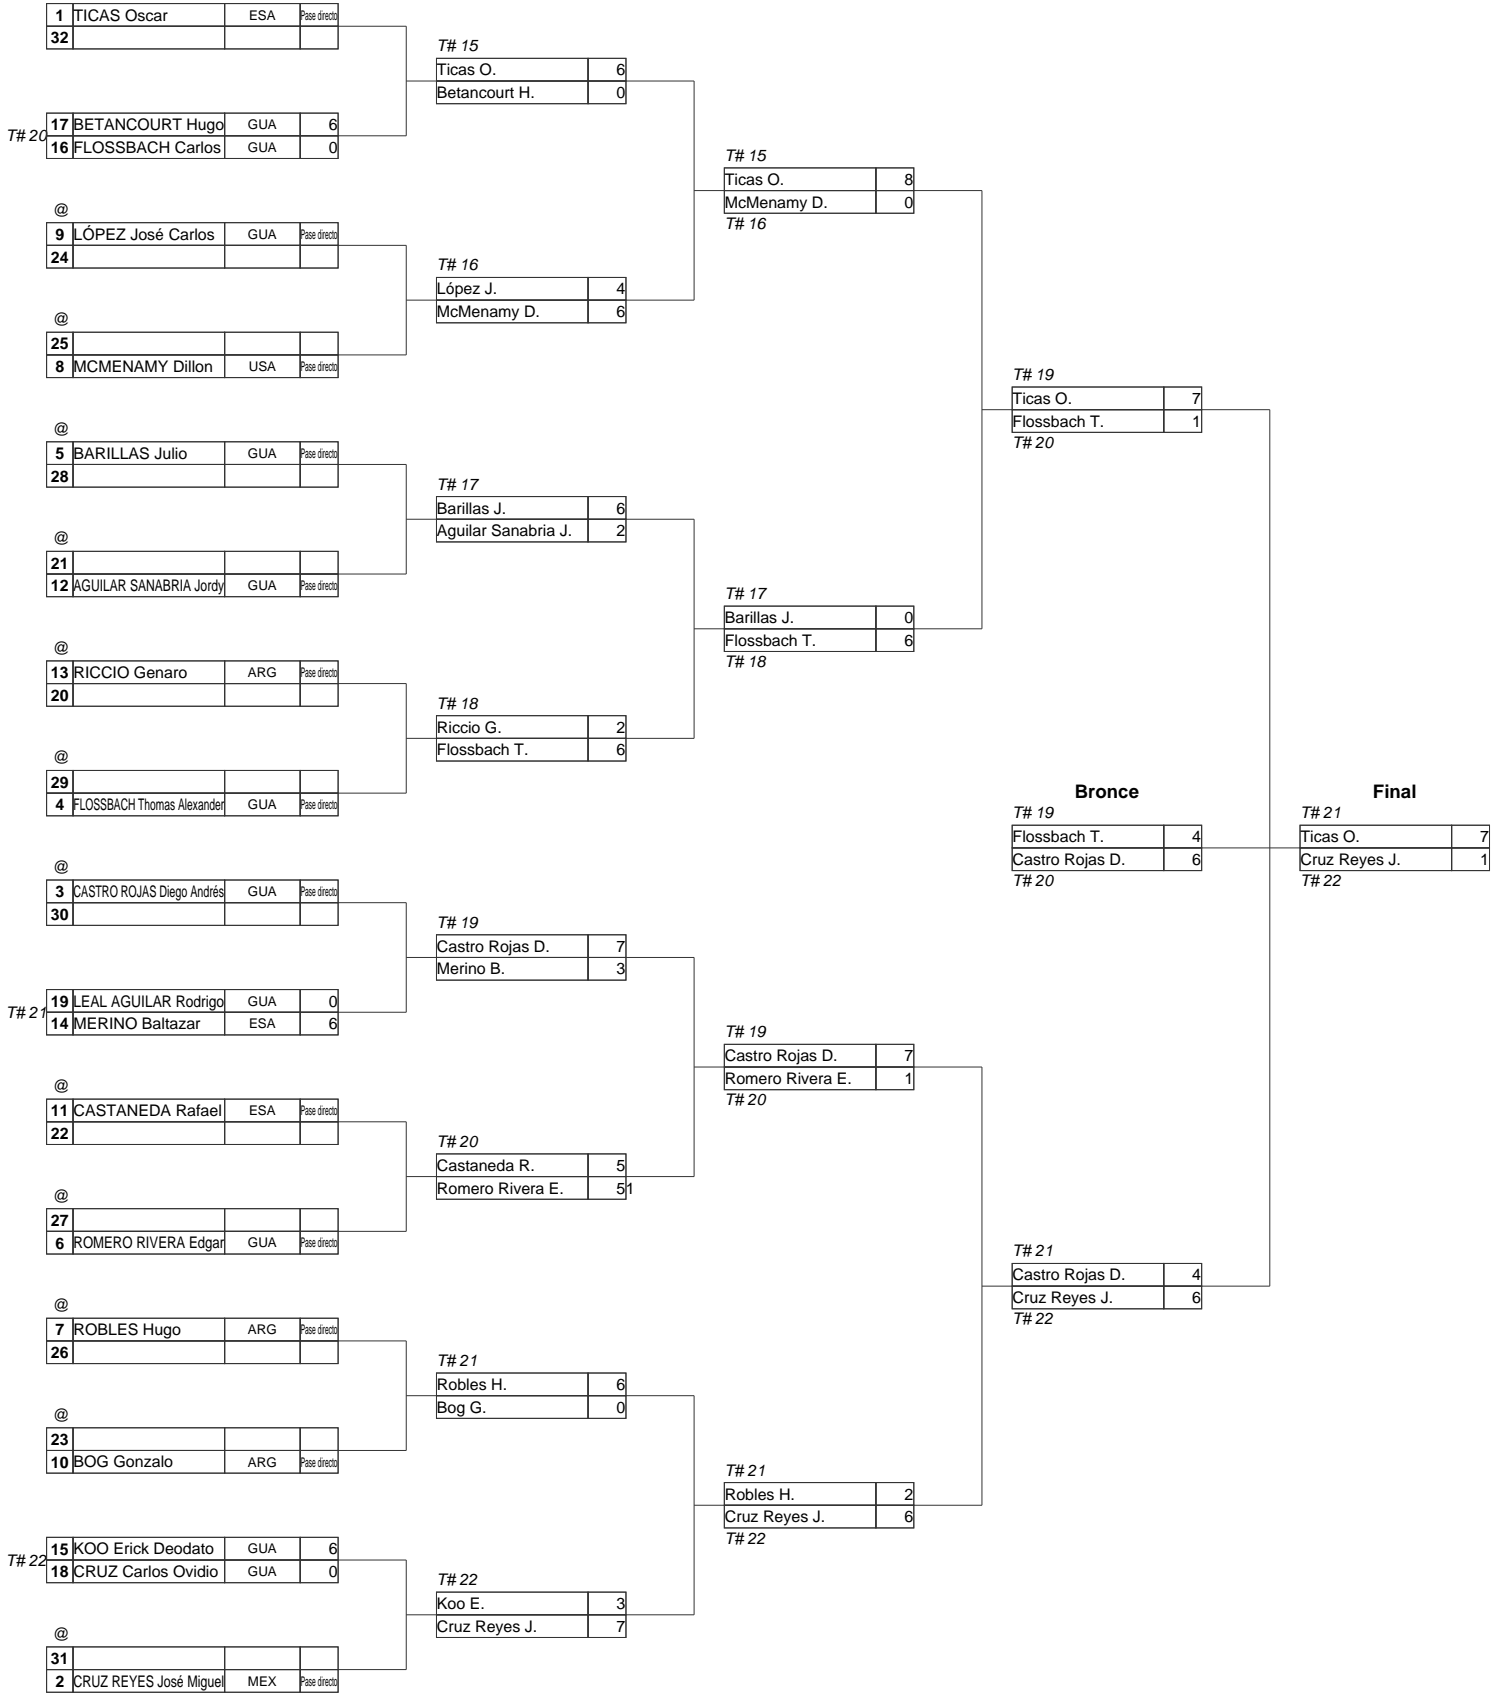 1 TICAS Oscar ESA Pase directo
32
T# 15
Ticas O. 6
Betancourt H. 0
T# 20
17 BETANCOURT Hugo GUA 6
16 FLOSSBACH Carlos GUA 0
T# 15
Ticas O. 8
McMenamy D. 0
T# 16
@
9 LÓPEZ José Carlos GUA Pase directo
24
T# 16
López J. 4
McMenamy D. 6
@
25
8 MCMENAMY Dillon USA Pase directo
T# 19
Ticas O. 7
Flossbach T. 1
T# 20
@
5 BARILLAS Julio GUA Pase directo
28
T# 17
Barillas J. 6
Aguilar Sanabria J. 2
@
21
12 AGUILAR SANABRIA Jordy GUA Pase directo
T# 17
Barillas J. 0
Flossbach T. 6
T# 18
@
13 RICCIO Genaro ARG Pase directo
20
T# 18
Riccio G. 2
Flossbach T. 6
@
29
4 FLOSSBACH Thomas Alexander GUA Pase directo
Bronce
T# 19
Flossbach T. 4
Castro Rojas D. 6
T# 20
Final
T# 21
Ticas O. 7
Cruz Reyes J. 1
T# 22
@
3 CASTRO ROJAS Diego Andrés GUA Pase directo
30
T# 19
Castro Rojas D. 7
Merino B. 3
T# 21
19 LEAL AGUILAR Rodrigo GUA 0
14 MERINO Baltazar ESA 6
T# 19
Castro Rojas D. 7
Romero Rivera E. 1
T# 20
@
11 CASTANEDA Rafael ESA Pase directo
22
T# 20
Castaneda R. 5
Romero Rivera E. 51
@
27
6 ROMERO RIVERA Edgar GUA Pase directo
T# 21
Castro Rojas D. 4
Cruz Reyes J. 6
T# 22
@
7 ROBLES Hugo ARG Pase directo
26
T# 21
Robles H. 6
Bog G. 0
@
23
10 BOG Gonzalo ARG Pase directo
T# 21
Robles H. 2
Cruz Reyes J. 6
T# 22
T# 22
15 KOO Erick Deodato GUA 6
18 CRUZ Carlos Ovidio GUA 0
T# 22
Koo E. 3
Cruz Reyes J. 7
@
31
2 CRUZ REYES José Miguel MEX Pase directo